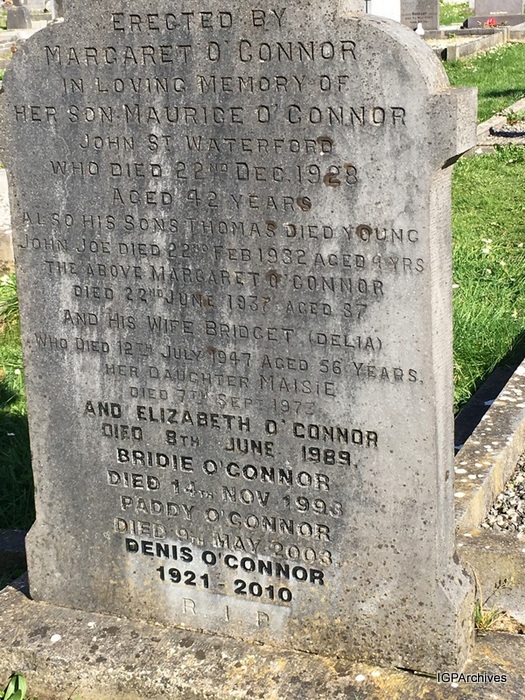 ERECTED BY
MARGARET O'CONNOR
IN LOVING MEMORY OF
HER SON MAURICE O'CONNOR
JOHN ST. WATERFORD
WHO DIED 22ND DEC. 1928
AGED 42 YEARS
ALSO HIS SONS THOMAS DIED YOUNG
JOHN JOE DIED 22ND FEB 1932 AGED 4 YRS
THE ABOVE MARGARET O'CONNOR
DIED 22ND JUNE 1937 AGED 87
AND HIS WIFE BRIDGET (DELIA)
WHO DIED 12TH JULY 1947 AGED 56 YEARS.
HER DAUGHTER MAISIE
DIED 7TH SEPT
AND ELIZABETH O'CONNOR
DIED 8TH JUNE 1989.
BRIDIE O'CONNOR
DIED 14TH NOV 1993
PADDY O'CONNOR
DIED 9TH MAY 2003.
DENIS O'CONNOR
1921 - 2010
R I P
IGPArchives